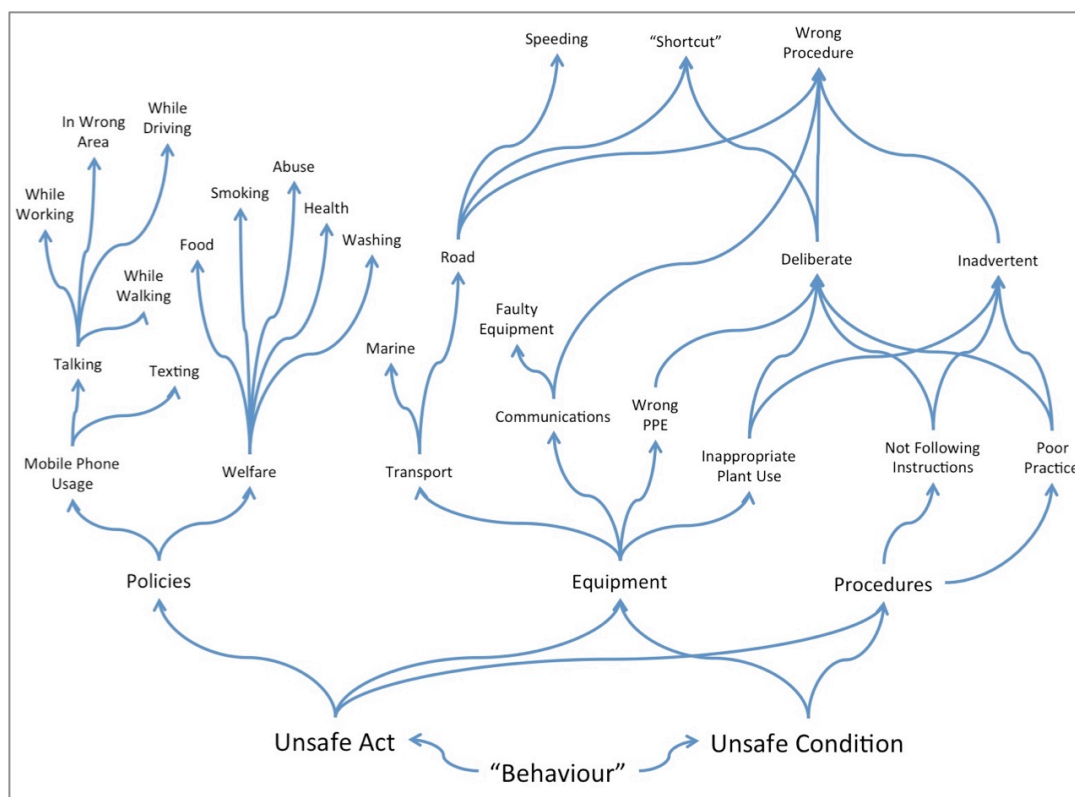 Speeding
“Shortcut”
Wrong
Procedure
While
Driving
In Wrong
Area
While
Working
Abuse
Smoking
Health
Food
Washing
While
Walking
Road
Deliberate
Inadvertent
Faulty
Equipment
Marine
Talking
Texting
Communications
Wrong
PPE
Mobile Phone
Usage
Welfare
Transport
Inappropriate
Plant Use
Not Following
Instructions
Poor
Practice
Policies
Equipment
Procedures
Unsafe Act
Unsafe Condition
“Behaviour”